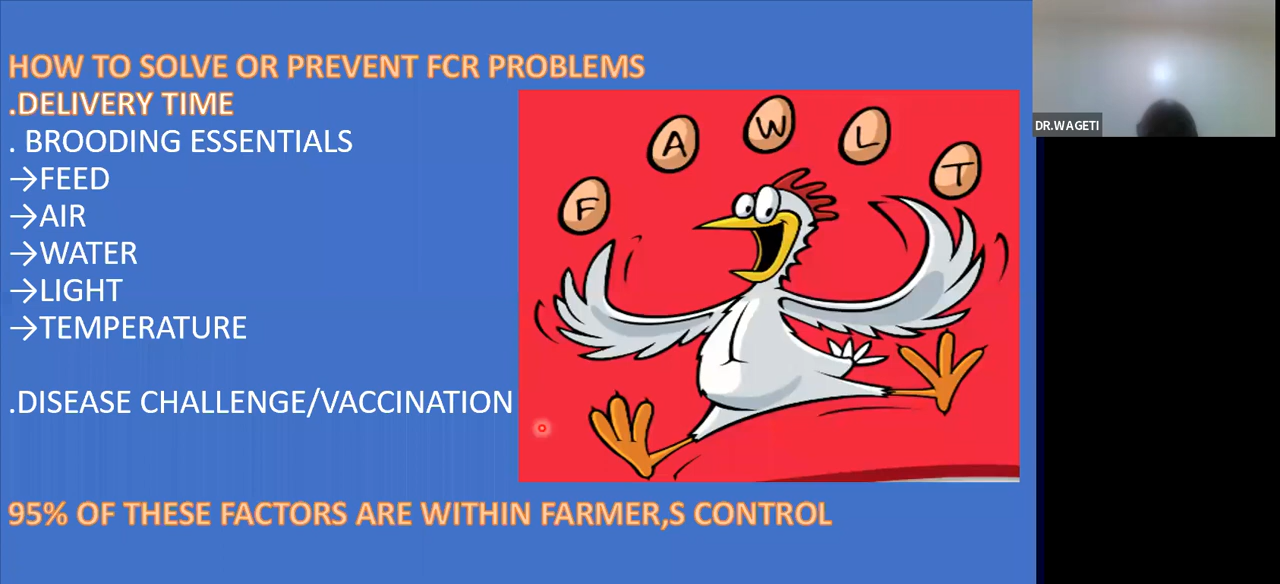 HOW TO SOLVE OR PREVENT FCR PROBLEMS
.DELIVERY TIME
. BROODING ESSENTIALS
→FEED
→AIR
→WATER
→LIGHT
→TEMPERATURE
.DISEASE CHALLENGE/VACCINATION
95% OF THESE FACTORS ARE WITHIN FARMER,S CONTROL
F A W L T
DR.WAGETI